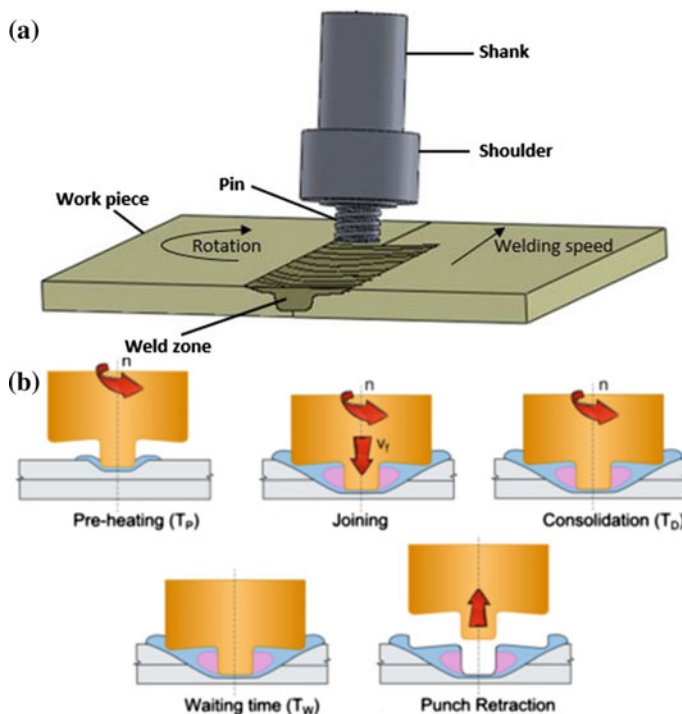 (a)
Shank
Shoulder
Pin
Work piece
Rotation
Welding speed
Weld zone
(b)
n
n
n
v_f
Pre-heating (T_P)
Joining
Consolidation (T_D)
Waiting time (T_W)
Punch Retraction